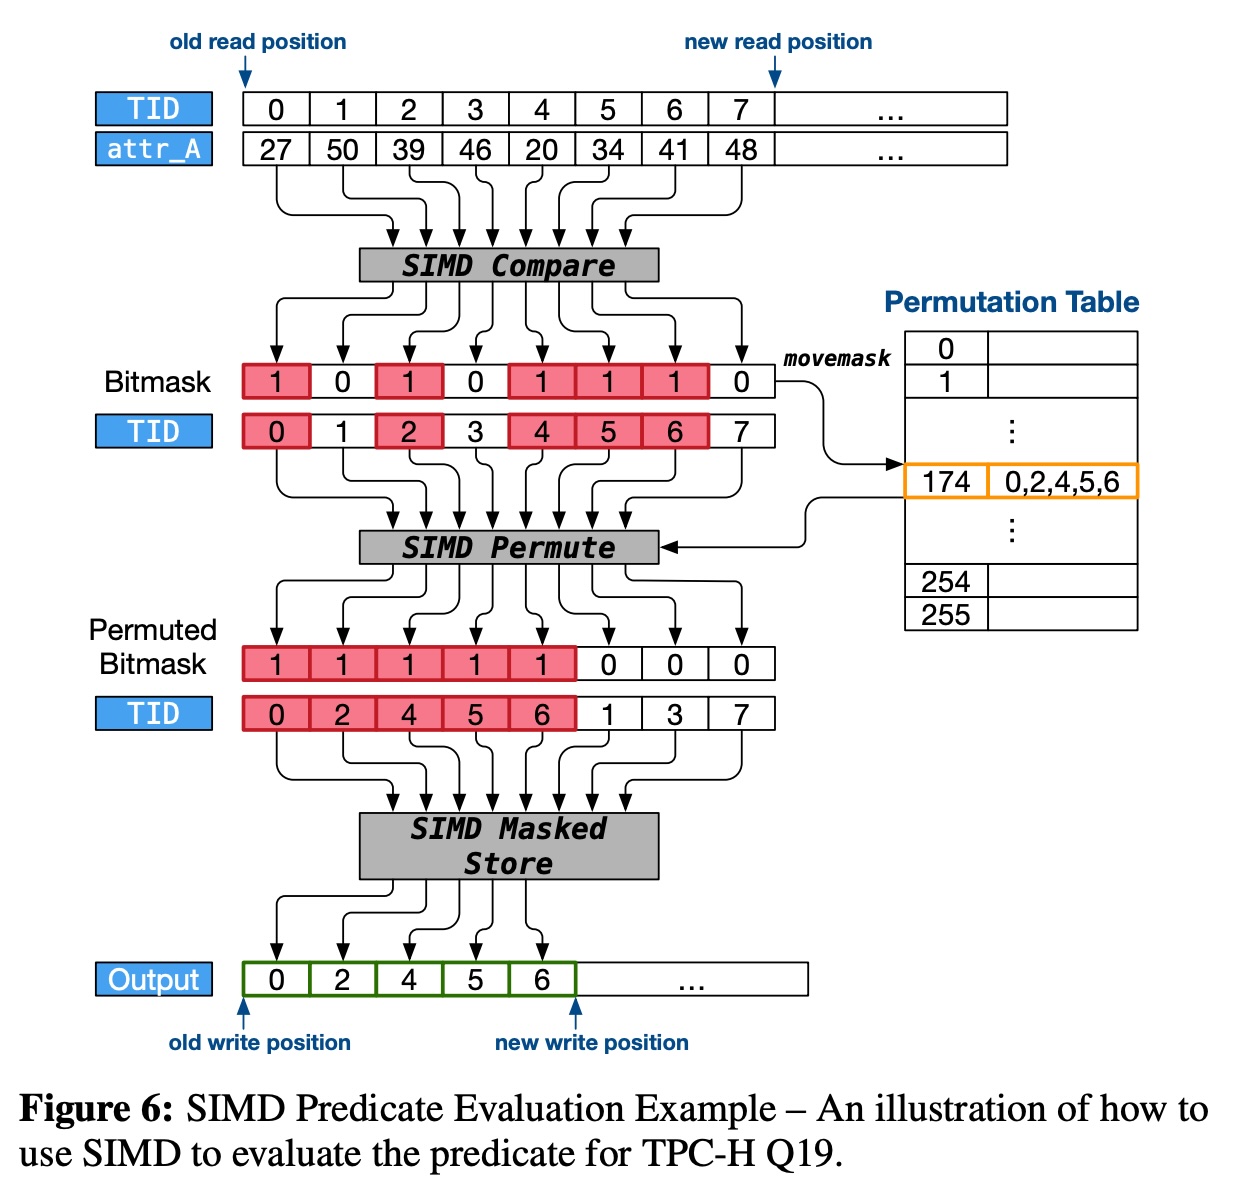 old read position new read position
TID 0 1 2 3 4 5 6 7 ...
attr_A 27 50 39 46 20 34 41 48 ...
SIMD Compare
Permutation Table
0
1
⋮
174 0,2,4,5,6
⋮
254
255
movemask
Bitmask 1 0 1 0 1 1 1 0
TID 0 1 2 3 4 5 6 7
SIMD Permute
Permuted
Bitmask 1 1 1 1 1 0 0 0
TID 0 2 4 5 6 1 3 7
SIMD Masked
Store
Output 0 2 4 5 6 ...
old write position new write position
Figure 6: SIMD Predicate Evaluation Example – An illustration of how to
use SIMD to evaluate the predicate for TPC-H Q19.